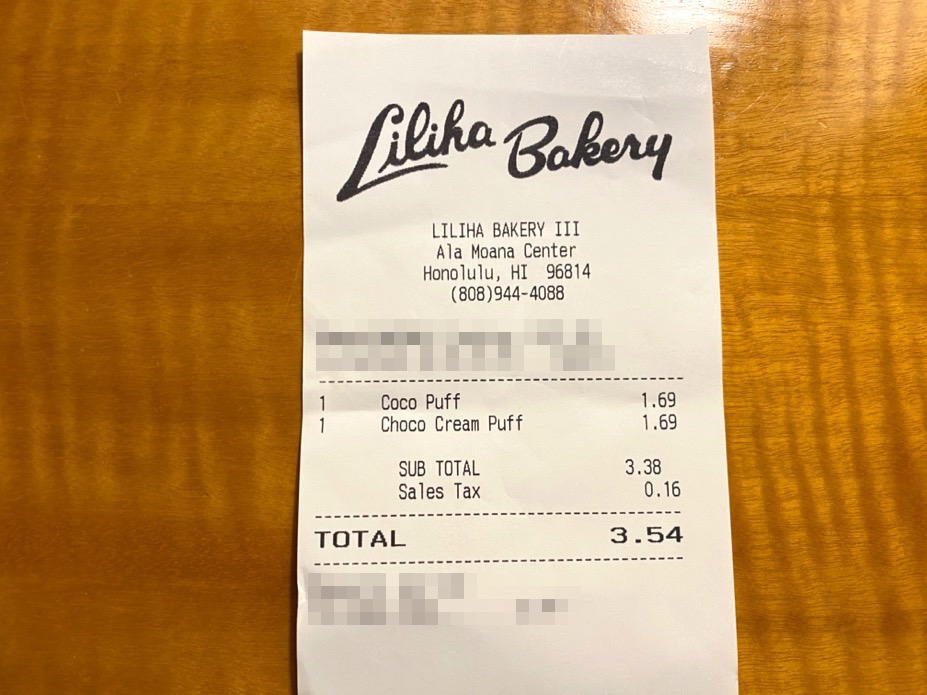 Liliha Bakery
LILIHA BAKERY III
Ala Moana Center
Honolulu, HI 96814
(808)944-4088
1 Coco Puff 1.69
1 Choco Cream Puff 1.69
SUB TOTAL 3.38
Sales Tax 0.16
TOTAL 3.54